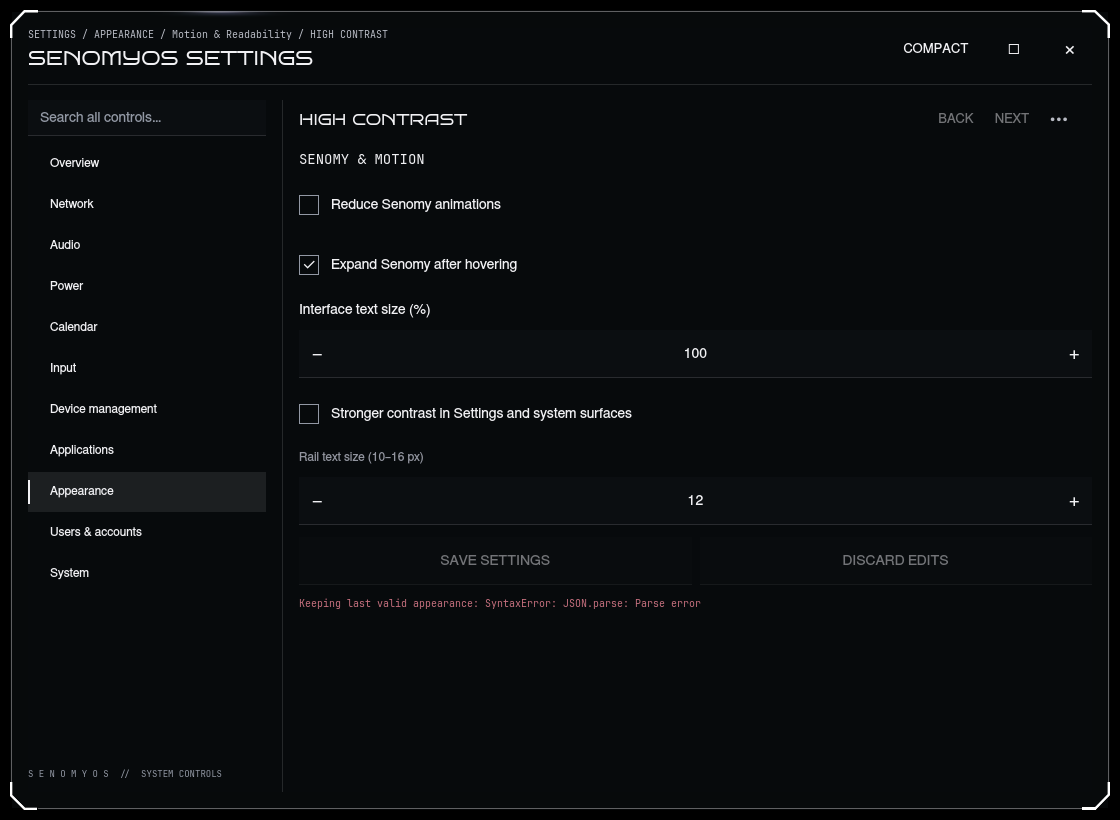 SETTINGS / APPEARANCE / Motion & Readability / HIGH CONTRAST
SENOMYOS SETTINGS
COMPACT
Search all controls...
HIGH CONTRAST
BACK NEXT
SENOMY & MOTION
Overview
Network
Audio
Power
Calendar
Input
Device management
Applications
Appearance
Users & accounts
System
Reduce Senomy animations
Expand Senomy after hovering
Interface text size (%)
− 100 +
Stronger contrast in Settings and system surfaces
Rail text size (10–16 px)
− 12 +
SAVE SETTINGS DISCARD EDITS
Keeping last valid appearance: SyntaxError: JSON.parse: Parse error
SENOMYOS // SYSTEM CONTROLS